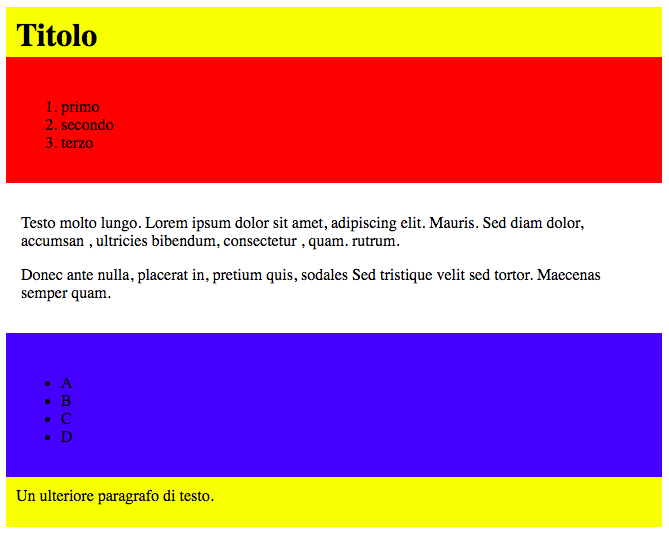 Titolo
1. primo
2. secondo
3. terzo
Testo molto lungo. Lorem ipsum dolor sit amet, adipiscing elit. Mauris. Sed diam dolor,
accumsan , ultricies bibendum, consectetur , quam. rutrum.
Donec ante nulla, placerat in, pretium quis, sodales Sed tristique velit sed tortor. Maecenas
semper quam.
• A
• B
• C
• D
Un ulteriore paragrafo di testo.